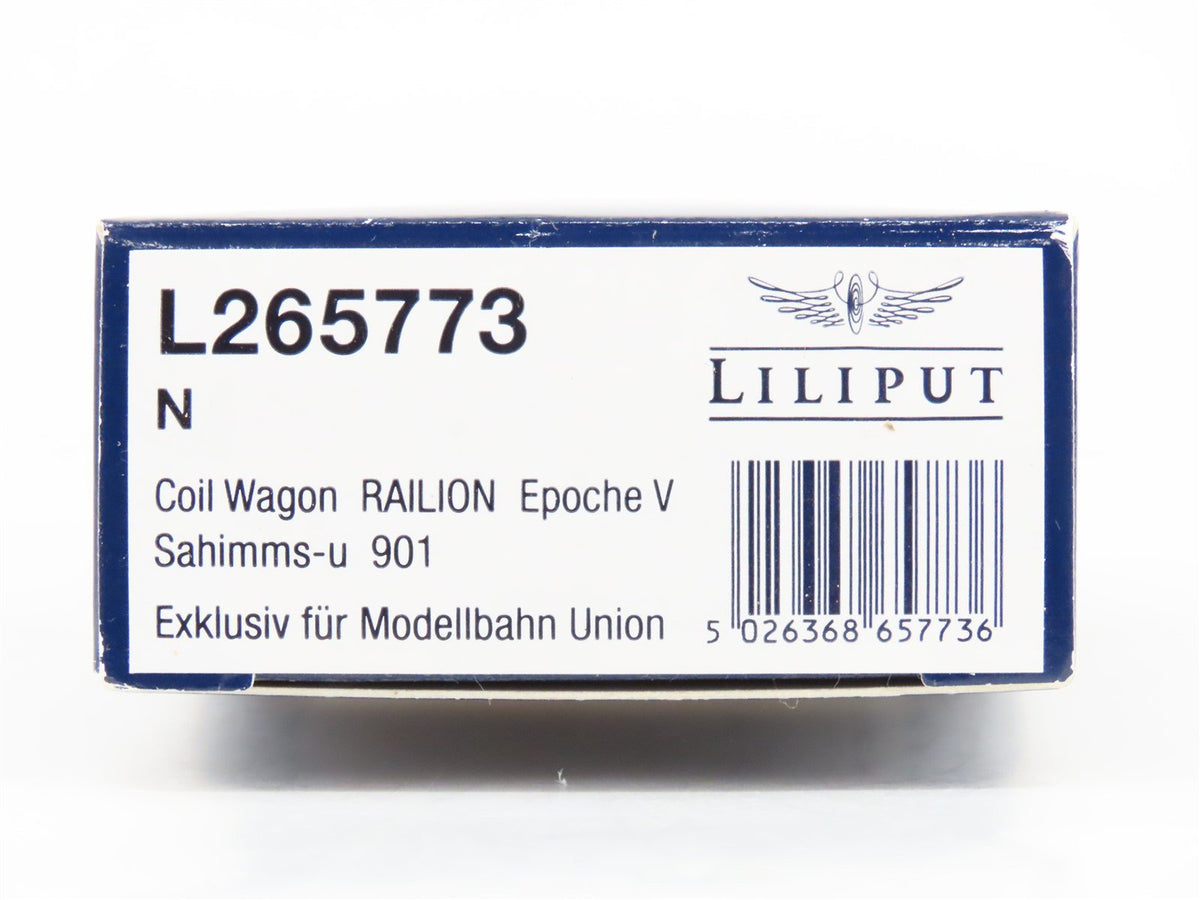 L265773
N
LILIPUT
Coil Wagon RAILION Epoche V
Sahimms-u 901
Exklusiv für Modellbahn Union
5 026368 657736